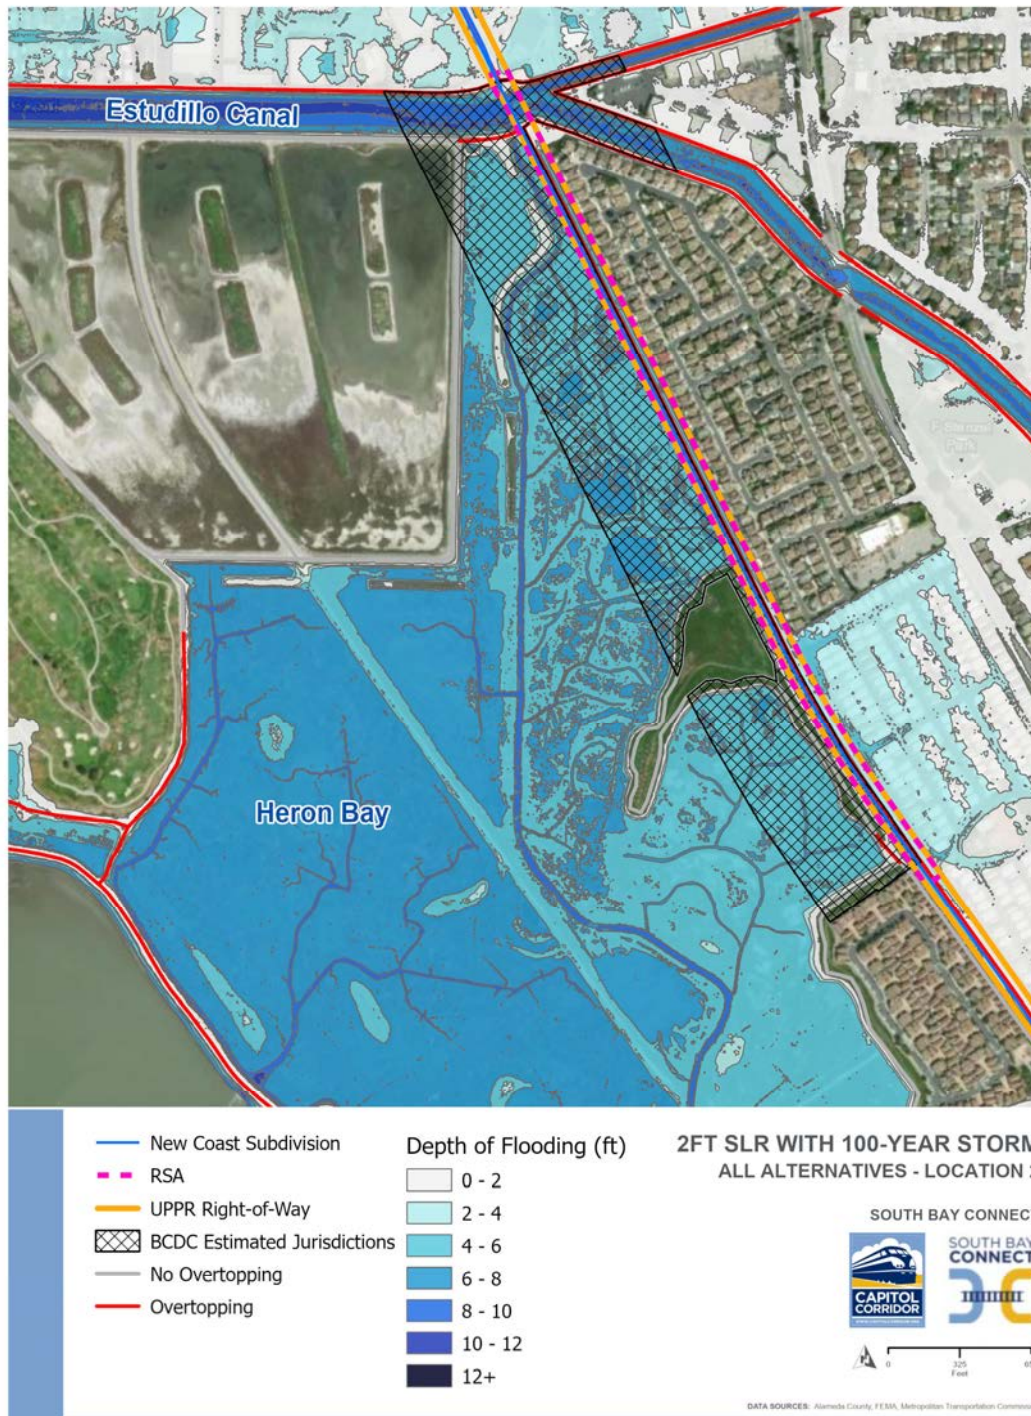 Estudillo Canal
Heron Bay
New Coast Subdivision
RSA
UPPR Right-of-Way
BCDC Estimated Jurisdictions
No Overtopping
Overtopping
Depth of Flooding (ft)
0 - 2
2 - 4
4 - 6
6 - 8
8 - 10
10 - 12
12+
2FT SLR WITH 100-YEAR STORM
ALL ALTERNATIVES - LOCATION
SOUTH BAY CONNECT
CAPITOL
CORRIDOR
SOUTH BAY
CONNECT
0
325
Feet
DATA SOURCES: Alameda County, FEMA, Metropolitan Transportation